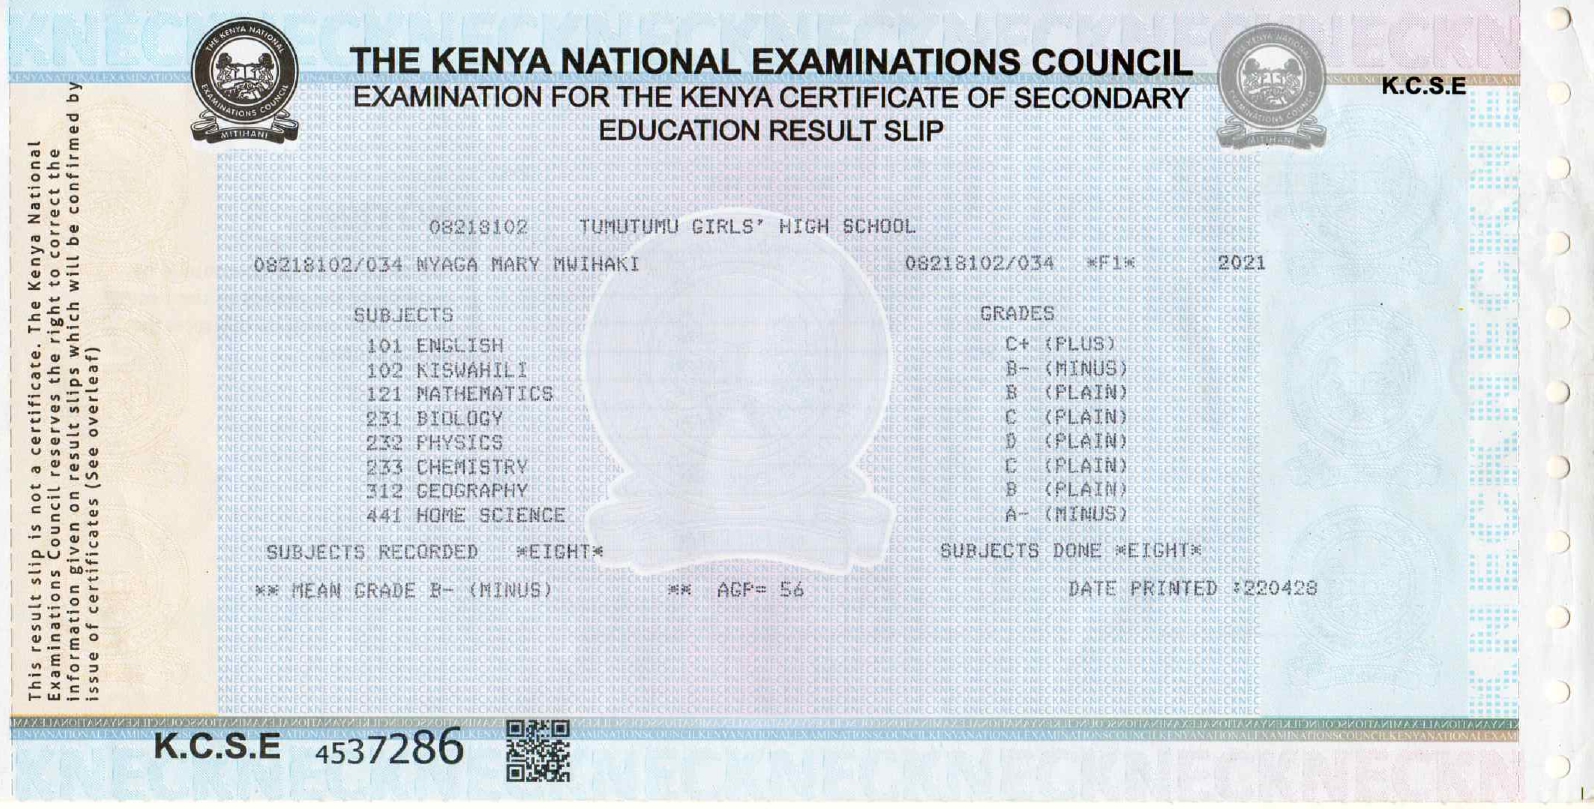 THE KENYA NATIONAL EXAMINATIONS COUNCIL
EXAMINATION FOR THE KENYA CERTIFICATE OF SECONDARY
EDUCATION RESULT SLIP
K.C.S.E
THE KENYA NATIONAL EXAMINATIONS COUNCIL
MITIHANI
This result slip is not a certificate. The Kenya National
Examinations Council reserves the right to correct the
information given on result slips which will be confirmed by
issue of certificates (See overleaf)
08218102 TUMUTUMU GIRLS' HIGH SCHOOL
08218102/034 NYAGA MARY MWIHAKI 08218102/034 *F1* 2021
SUBJECTS GRADES
101 ENGLISH C+ (PLUS)
102 KISWAHILI B- (MINUS)
121 MATHEMATICS B (PLAIN)
231 BIOLOGY C (PLAIN)
232 PHYSICS D (PLAIN)
233 CHEMISTRY C (PLAIN)
312 GEOGRAPHY B (PLAIN)
441 HOME SCIENCE A- (MINUS)
SUBJECTS RECORDED *EIGHT* SUBJECTS DONE *EIGHT*
** MEAN GRADE B- (MINUS) ** AGP= 56 DATE PRINTED :220428
K.C.S.E 4537286